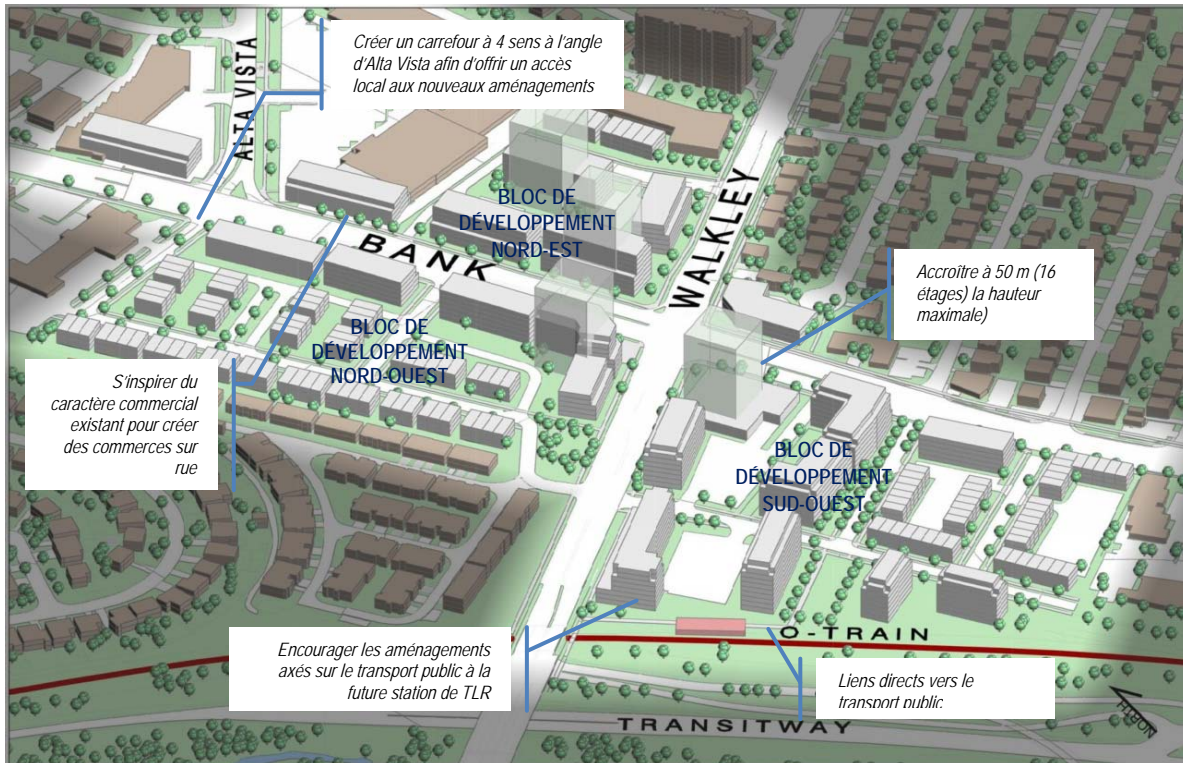 Créer un carrefour à 4 sens à l'angle
d'Alta Vista afin d'offrir un accès
local aux nouveaux aménagements
ALTA VISTA
BLOC DE
DÉVELOPPEMENT
NORD-EST
BANK
WALKLEY
Accroître à 50 m (16
étages) la hauteur
maximale)
BLOC DE
DÉVELOPPEMENT
NORD-OUEST
S'inspirer du
caractère commercial
existant pour créer
des commerces sur
rue
BLOC DE
DÉVELOPPEMENT
SUD-OUEST
O-TRAIN
Encourager les aménagements
axés sur le transport public à la
future station de TLR
Liens directs vers le
transport public
TRANSITWAY
NORTH